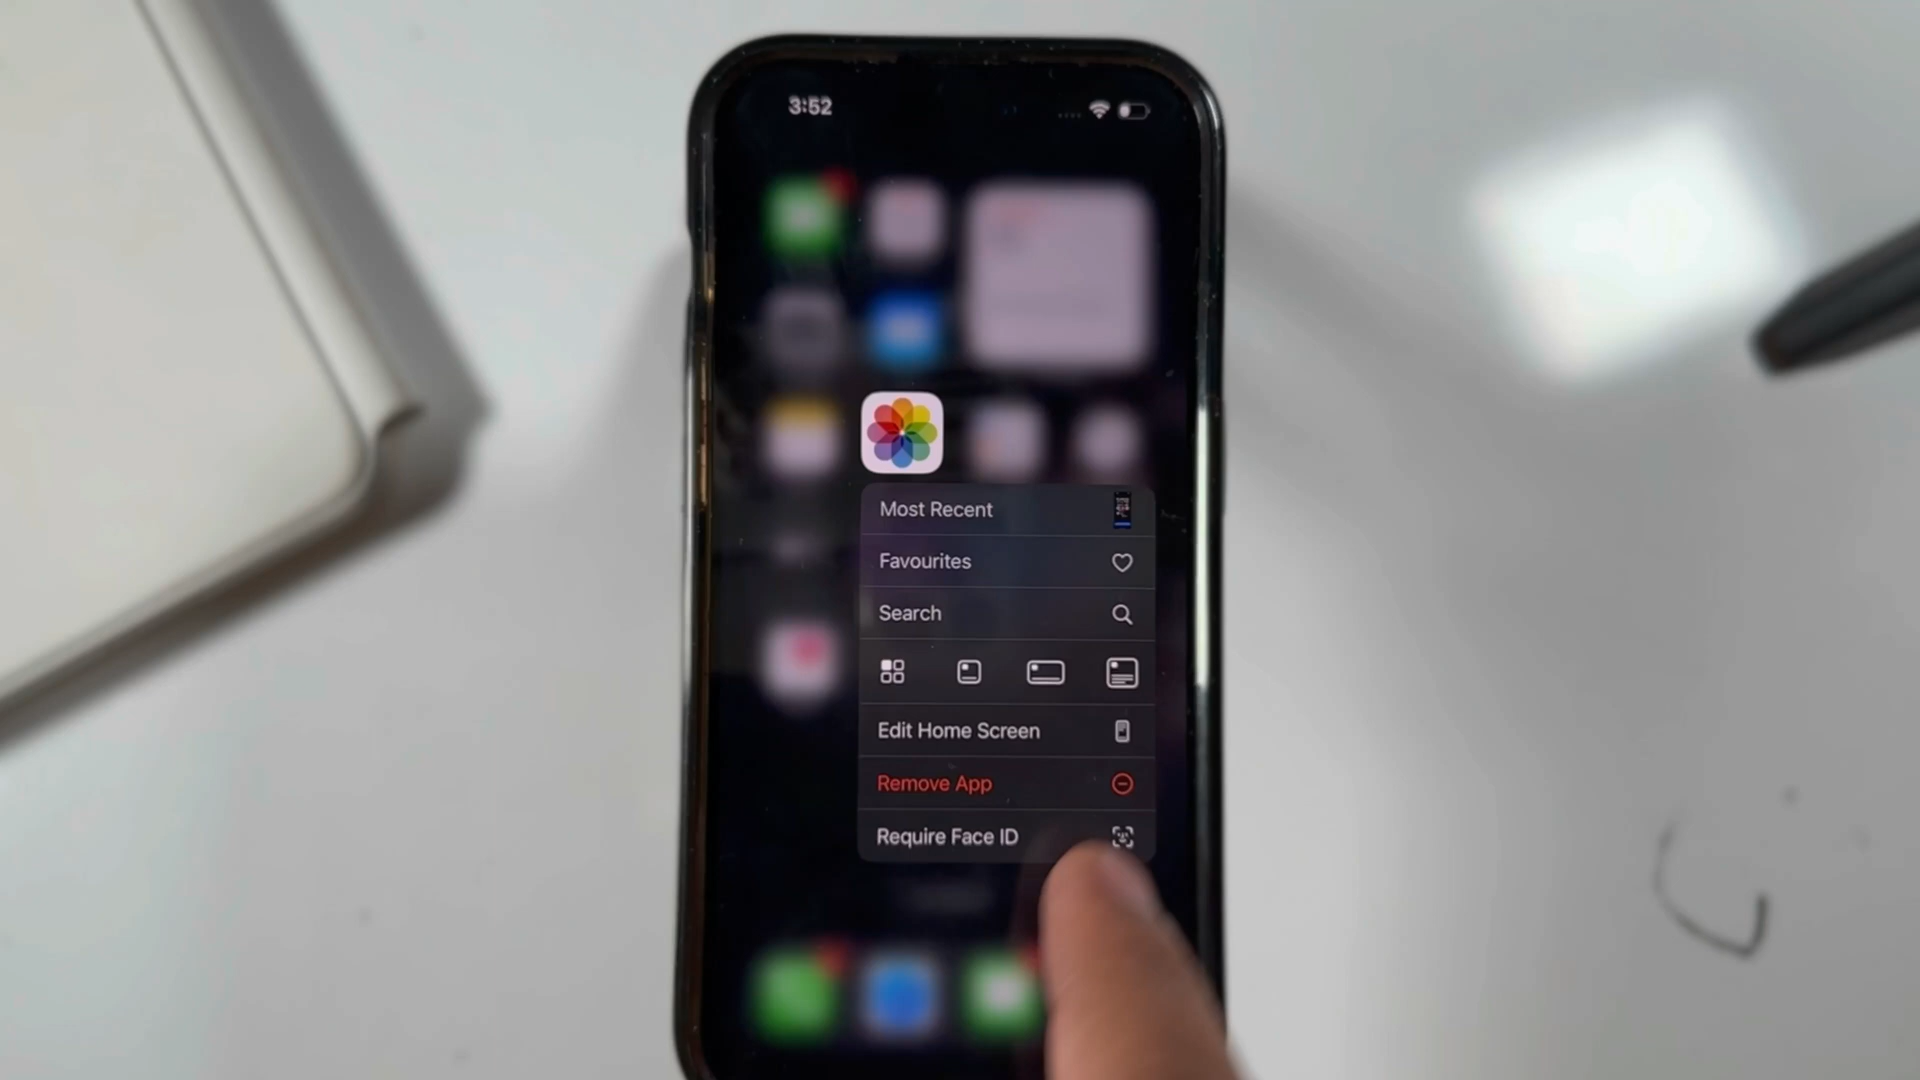 3:52
Most Recent
Favourites
Search
Edit Home Screen
Remove App
Require Face ID